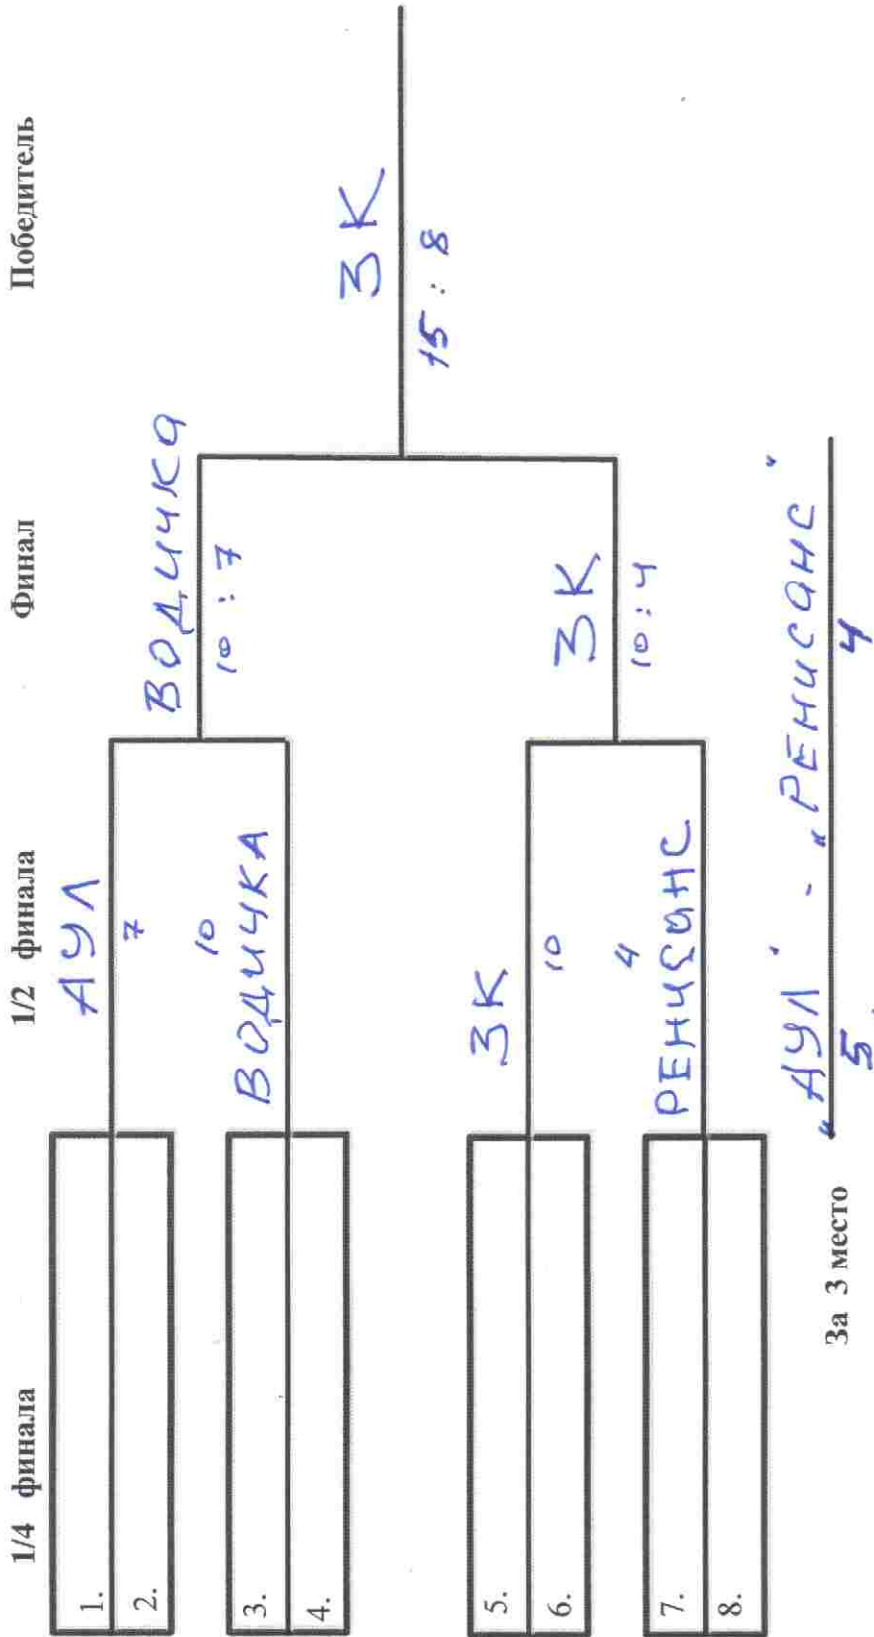 1/4 финала 1/2 финала Финал Победитель
АУЛ
1.
7
2.
ВОДИЧКА
10 : 7
10
ВОДИЧКА
3.
4.
ЗК
15 : 8
ЗК
5.
10
6.
ЗК
10 : 4
4
РЕНИСАНС
7.
8.
За 3 место "АУЛ" - "РЕНИСАНС"
5 4